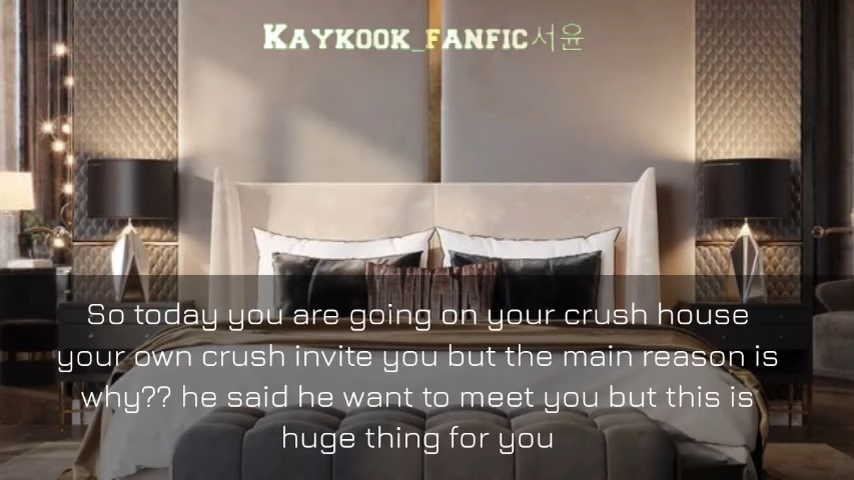 KAYKOOK_FANFIC서윤
So today you are going on your crush house
your own crush invite you but the main reason is
why?? he said he want to meet you but this is
huge thing for you